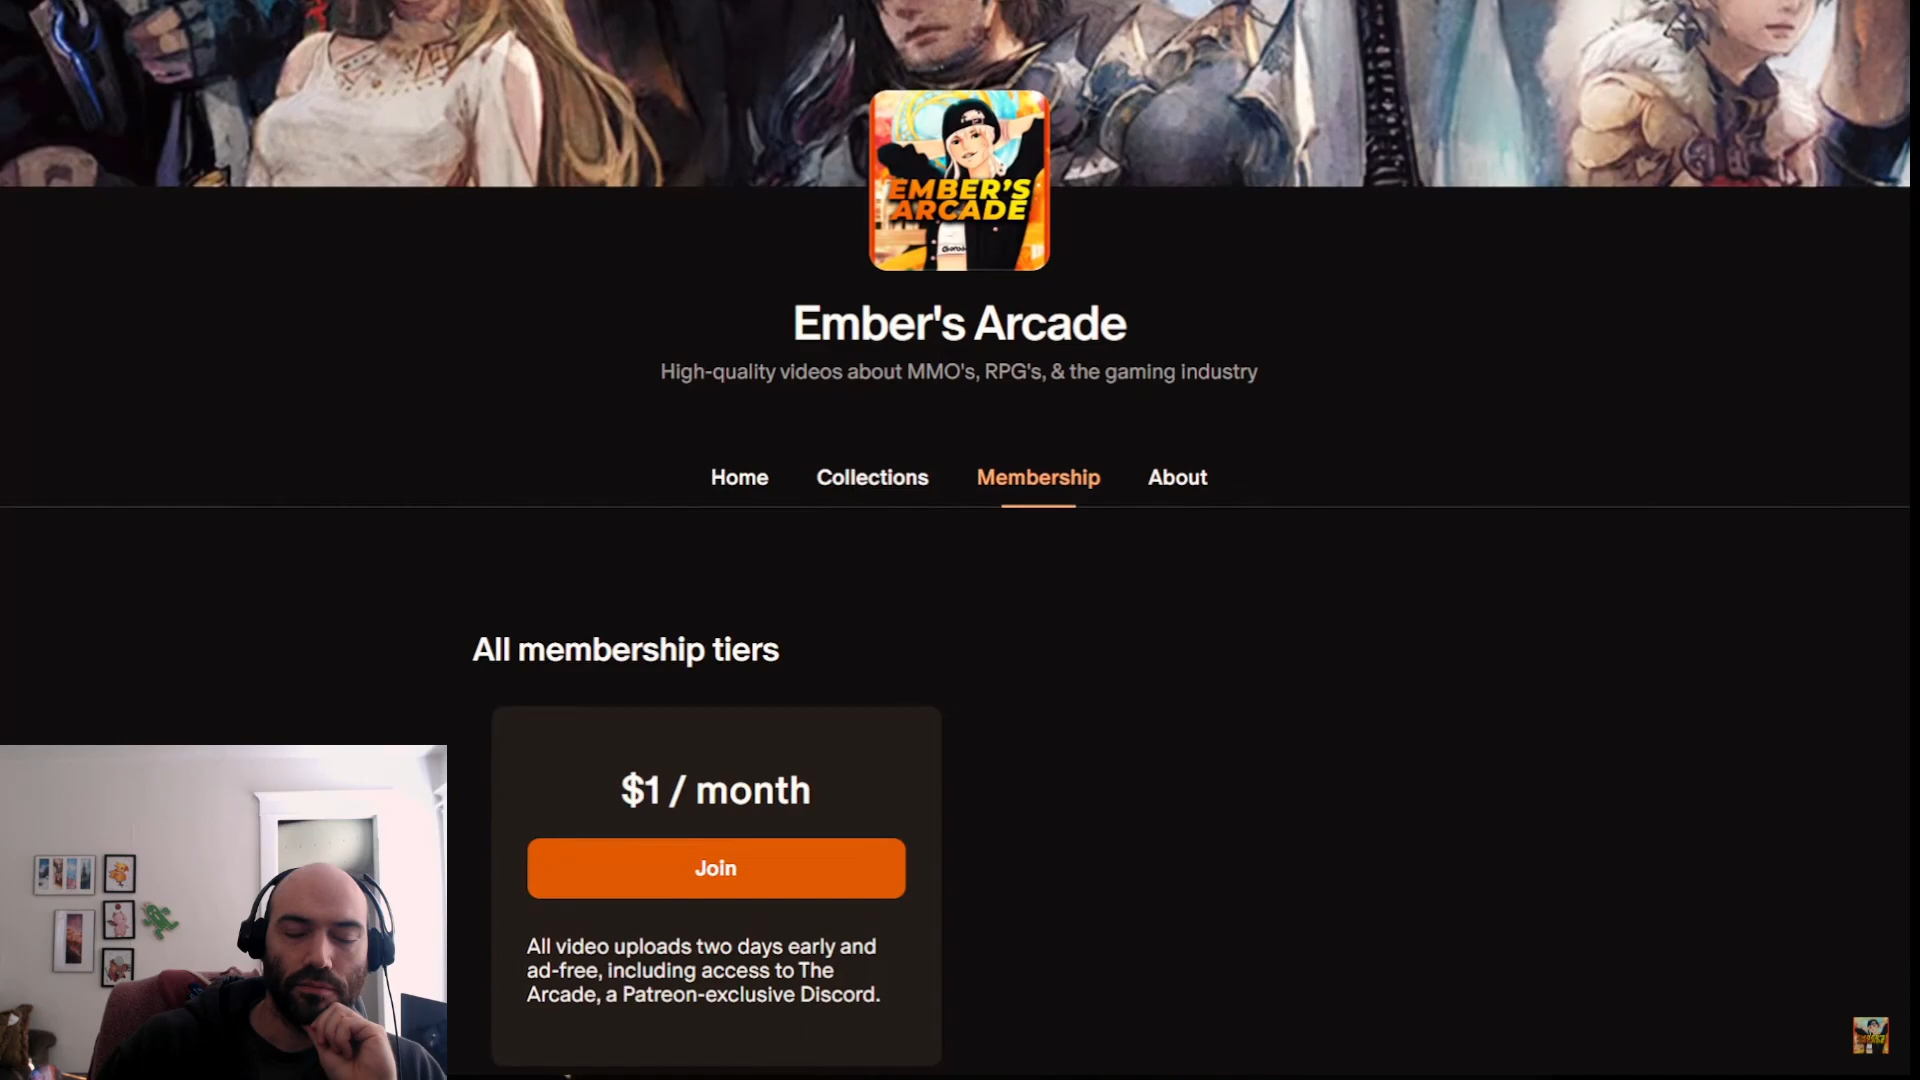 EMBER'S
ARCADE
Ember's Arcade
High-quality videos about MMO's, RPG's, & the gaming industry
Home Collections Membership About
All membership tiers
$1 / month
Join
All video uploads two days early and
ad-free, including access to The
Arcade, a Patreon-exclusive Discord.